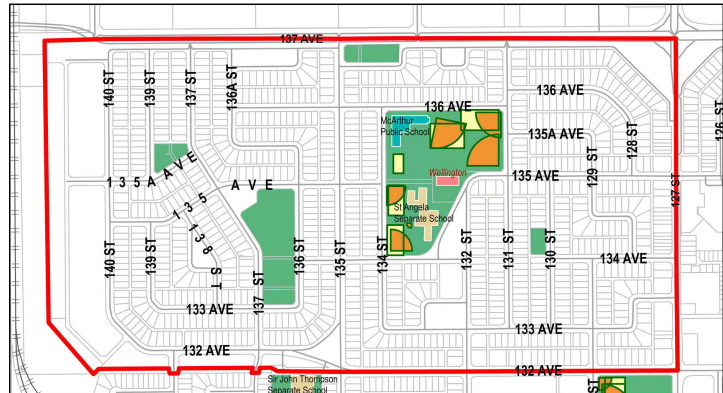 137 AVE
140 ST
139 ST
137 ST
136A ST
136 AVE
136 AVE
McArthur
Public School
135A AVE
128 ST
129 ST
126 ST
135A AVE
135 AVE
Wellington
135 AVE
127 ST
St Angela
Separate School
138 ST
140 ST
139 ST
137 ST
136 ST
135 ST
134 ST
132 ST
131 ST
130 ST
134 AVE
133 AVE
133 AVE
132 AVE
132 AVE
Sir John Thompson
Separate School
ST